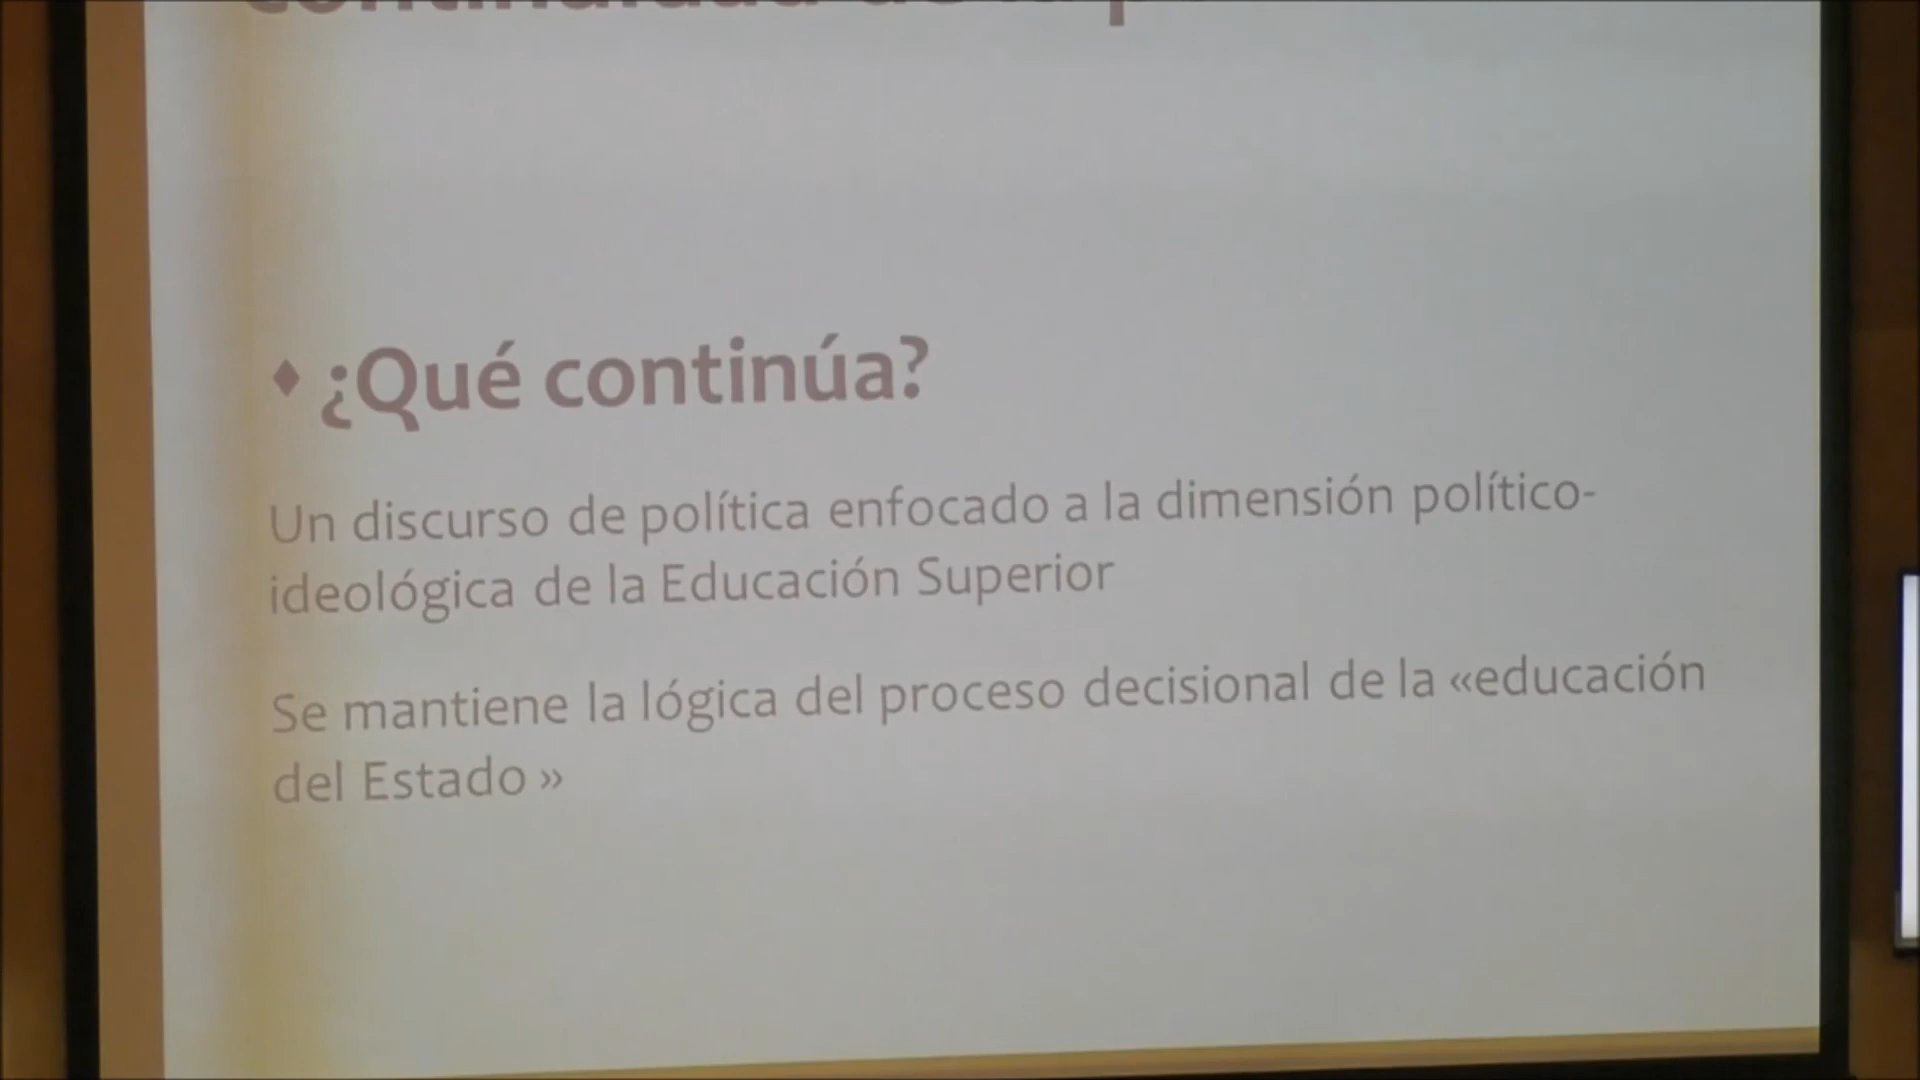 ♦ ¿Qué continúa?
Un discurso de política enfocado a la dimensión político-
ideológica de la Educación Superior
Se mantiene la lógica del proceso decisional de la «educación
del Estado »